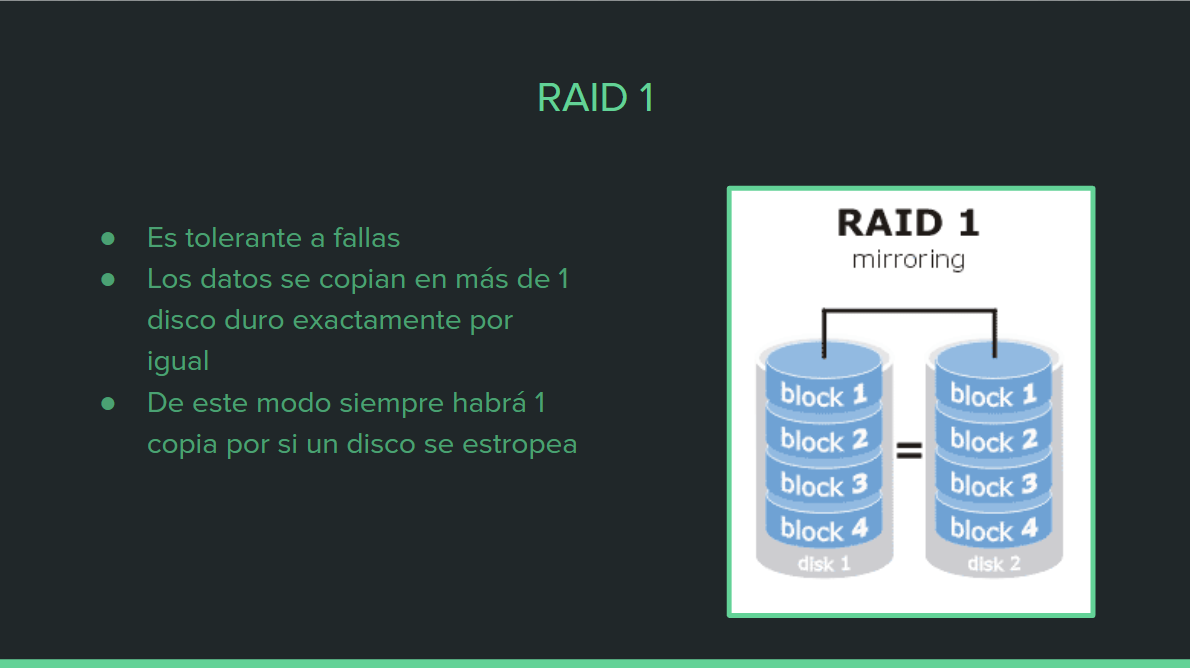 RAID 1
● Es tolerante a fallas
● Los datos se copian en más de 1
disco duro exactamente por
igual
● De este modo siempre habrá 1
copia por si un disco se estropea
RAID 1
mirroring
block 1
block 2
block 3
block 4
disk 1
=
block 1
block 2
block 3
block 4
disk 2